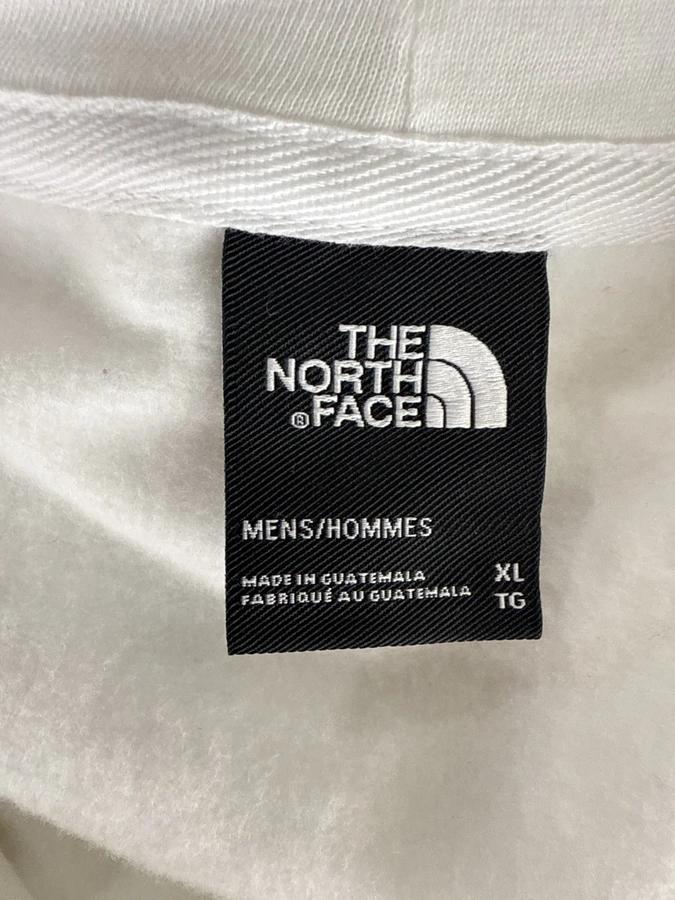 THE
NORTH
® FACE
MENS/HOMMES
MADE IN GUATEMALA XL
FABRIQUÉ AU GUATEMALA TG